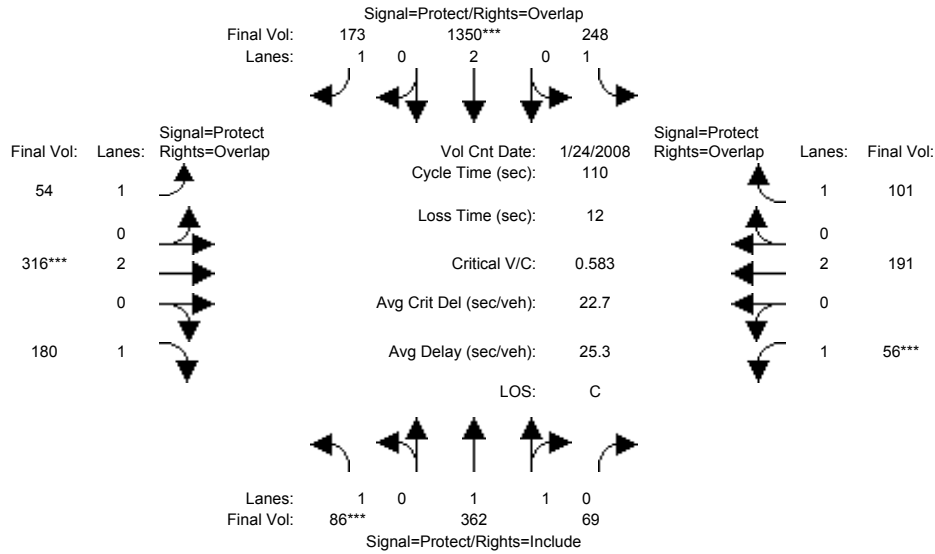 Signal=Protect/Rights=Overlap
Final Vol: 173 1350*** 248
Lanes: 1 0 2 0 1
Signal=Protect
Final Vol: Lanes: Rights=Overlap
Vol Cnt Date: 1/24/2008
Signal=Protect
Rights=Overlap Lanes: Final Vol:
Cycle Time (sec): 110
54 1
1 101
Loss Time (sec): 12
0
0
316*** 2
Critical V/C: 0.583
2 191
0
Avg Crit Del (sec/veh): 22.7
0
180 1
Avg Delay (sec/veh): 25.3
1 56***
LOS: C
Lanes: 1 0 1 1 0
Final Vol: 86*** 362 69
Signal=Protect/Rights=Include